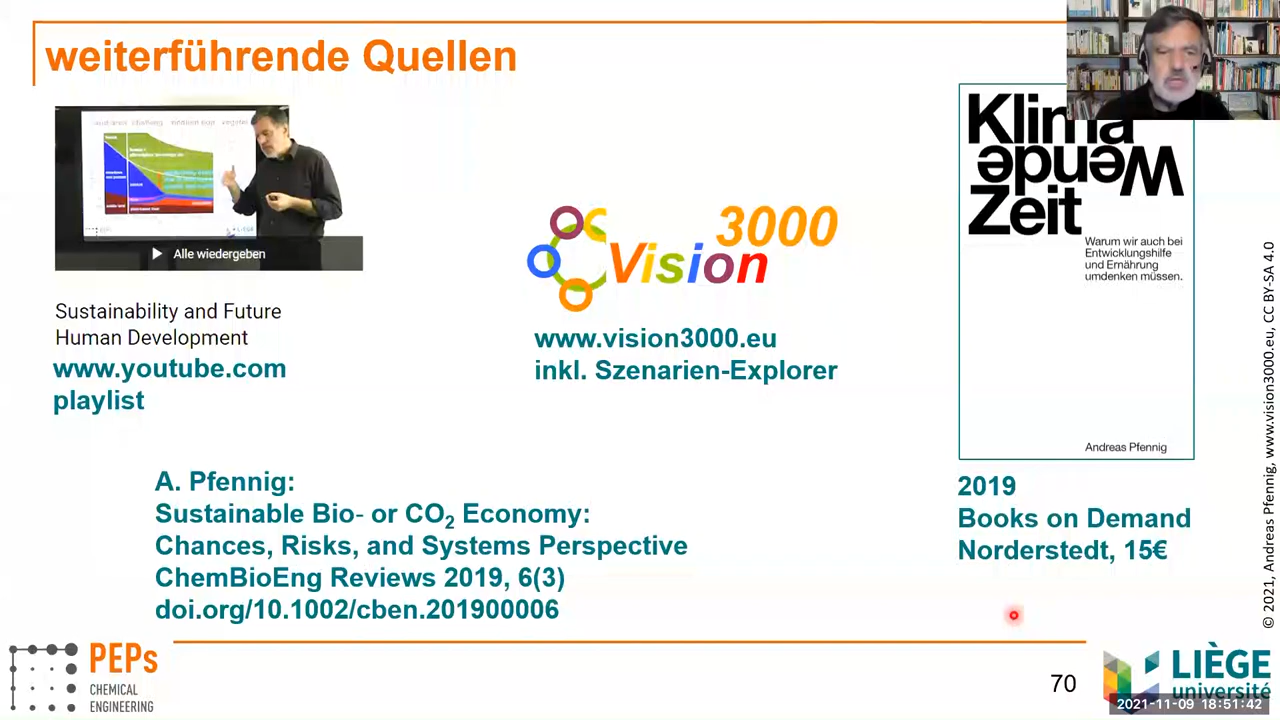 weiterführende Quellen
Alle wiedergeben
Sustainability and Future
Human Development
www.youtube.com
playlist
3000
Vision
www.vision3000.eu
inkl. Szenarien-Explorer
Klima
Wende
Zeit
Warum wir auch bei
Entwicklungshilfe
und Ernährung
umdenken müssen.
Andreas Pfennig
2019
Books on Demand
Norderstedt, 15€
A. Pfennig:
Sustainable Bio- or CO₂ Economy:
Chances, Risks, and Systems Perspective
ChemBioEng Reviews 2019, 6(3)
doi.org/10.1002/cben.201900006
© 2021, Andreas Pfennig, www.vision3000.eu, CC BY-SA 4.0
PEPs
CHEMICAL
ENGINEERING
70
LIÈGE
université
2021-11-09 18:51:42